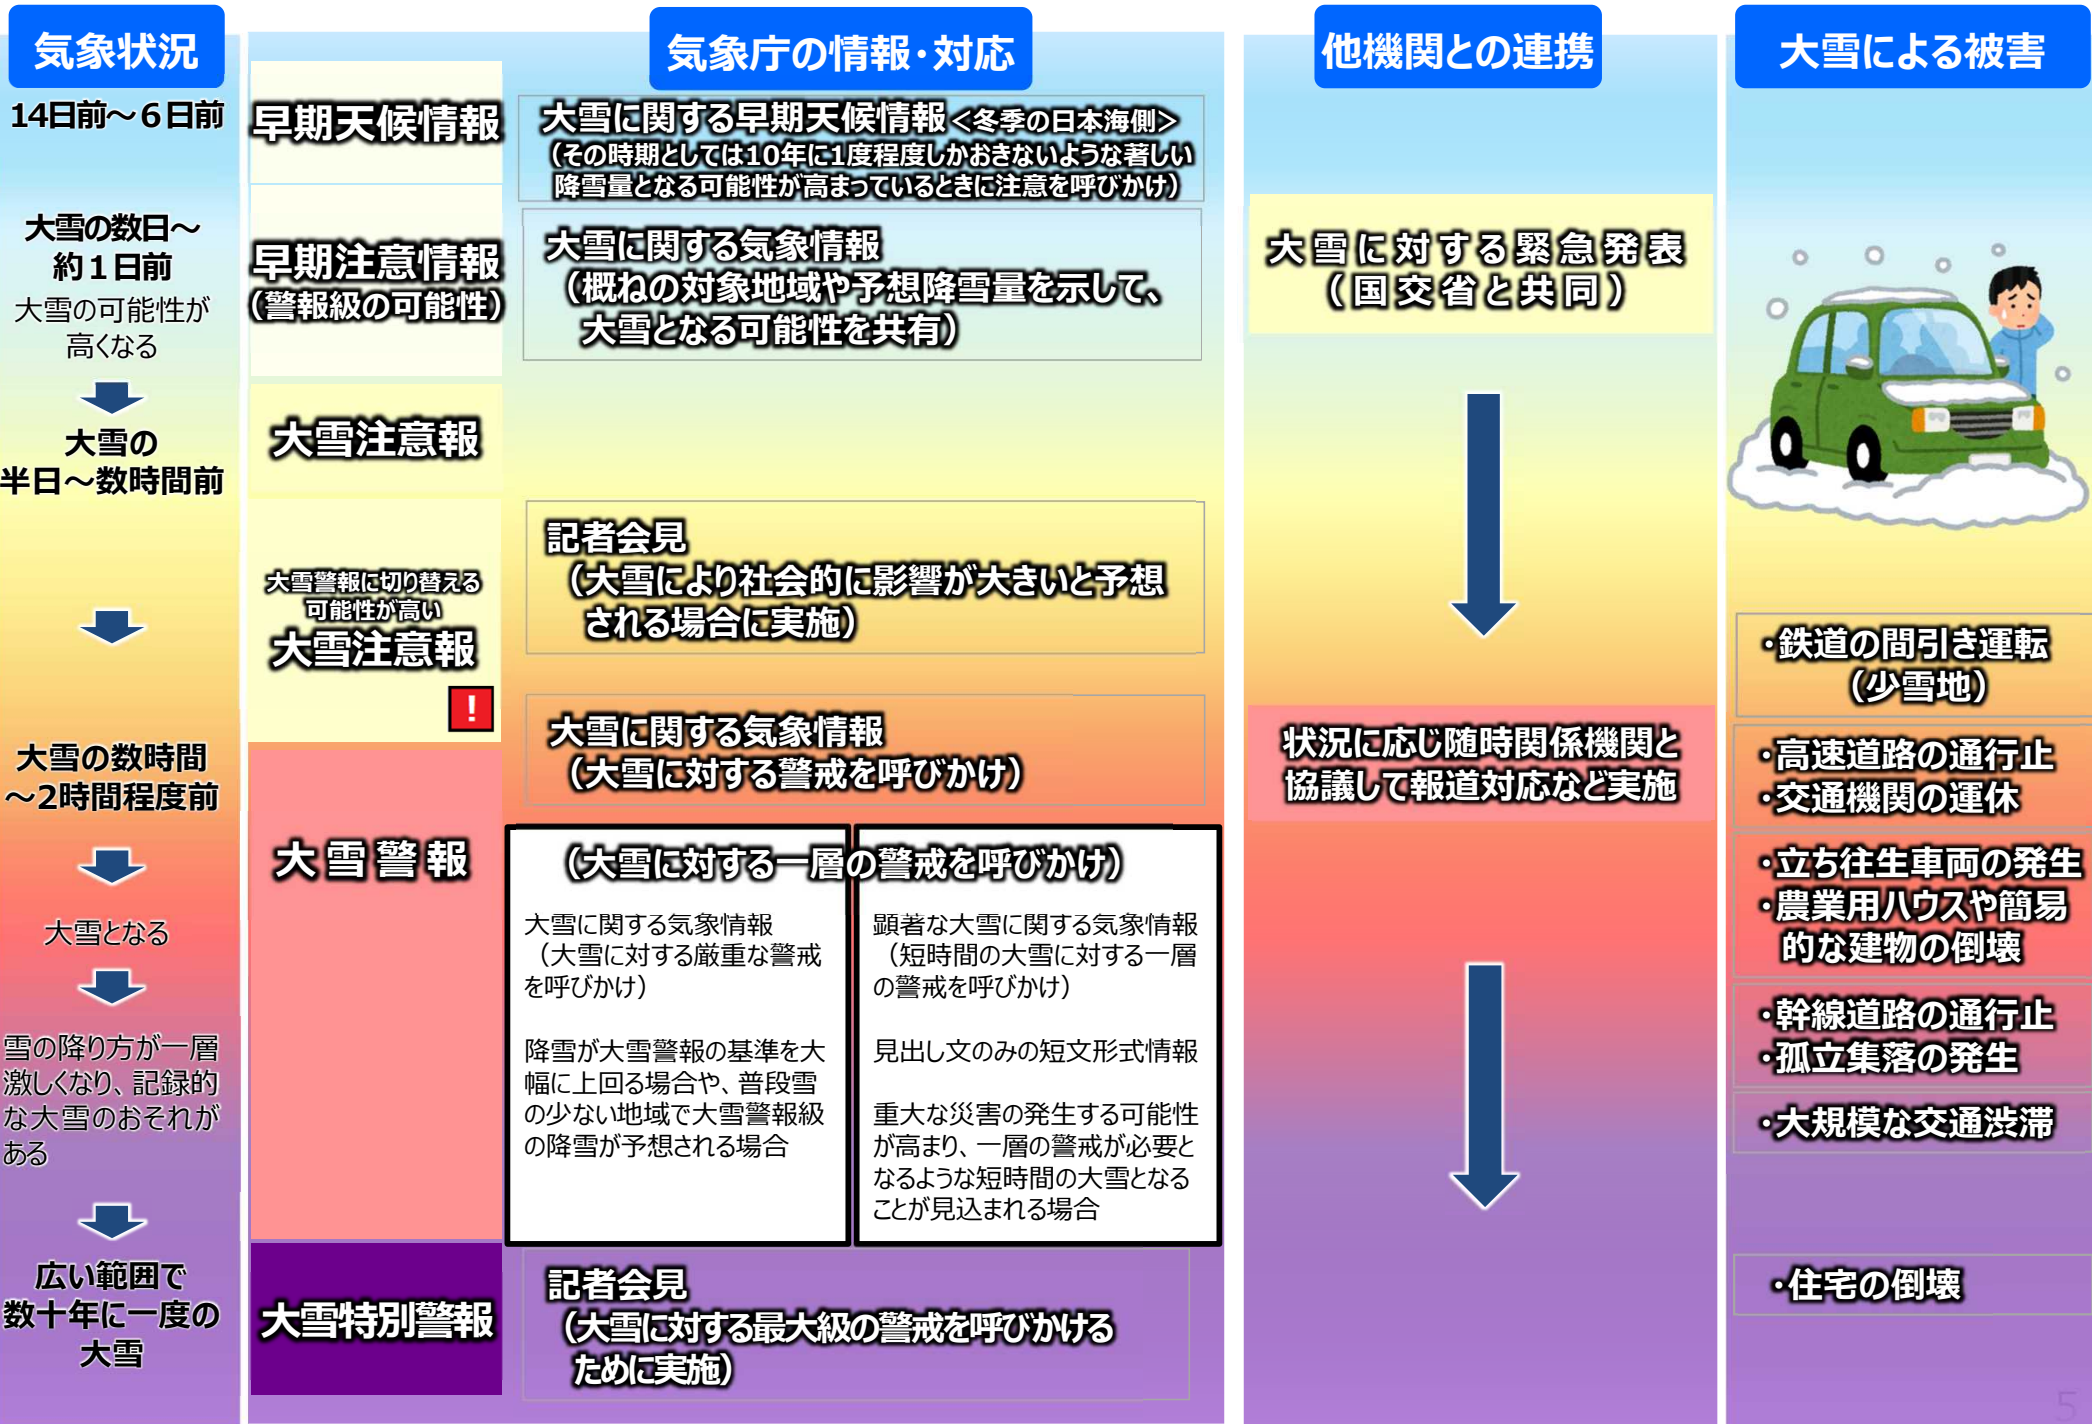 気象状況
14日前～６日前
大雪の数日～
約１日前
大雪の可能性が
高くなる
大雪の
半日～数時間前
大雪の数時間
～2時間程度前
大雪となる
雪の降り方が一層
激しくなり、記録的
な大雪のおそれが
ある
広い範囲で
数十年に一度の
大雪
気象庁の情報・対応
早期天候情報
大雪に関する早期天候情報＜冬季の日本海側＞
（その時期としては10年に1度程度しかおきないような著しい
降雪量となる可能性が高まっているときに注意を呼びかけ）
早期注意情報
（警報級の可能性）
大雪に関する気象情報
（概ねの対象地域や予想降雪量を示して、
大雪となる可能性を共有）
大雪注意報
大雪警報に切り替える
可能性が高い
大雪注意報
!
記者会見
（大雪により社会的に影響が大きいと予想
される場合に実施）
大雪に関する気象情報
（大雪に対する警戒を呼びかけ）
大雪警報
（大雪に対する一層の警戒を呼びかけ）
大雪に関する気象情報
（大雪に対する厳重な警戒
を呼びかけ）
降雪が大雪警報の基準を大
幅に上回る場合や、普段雪
の少ない地域で大雪警報級
の降雪が予想される場合
顕著な大雪に関する気象情報
（短時間の大雪に対する一層
の警戒を呼びかけ）
見出し文のみの短文形式情報
重大な災害の発生する可能性
が高まり、一層の警戒が必要と
なるような短時間の大雪となる
ことが見込まれる場合
大雪特別警報
記者会見
（大雪に対する最大級の警戒を呼びかける
ために実施）
他機関との連携
大雪に対する緊急発表
（国交省と共同）
状況に応じ随時関係機関と
協議して報道対応など実施
大雪による被害
・鉄道の間引き運転
（少雪地）
・高速道路の通行止
・交通機関の運休
・立ち往生車両の発生
・農業用ハウスや簡易
的な建物の倒壊
・幹線道路の通行止
・孤立集落の発生
・大規模な交通渋滞
・住宅の倒壊
5